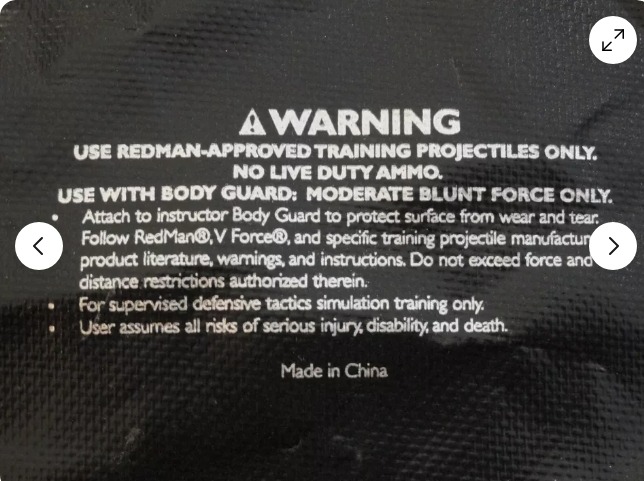 ⚠WARNING
USE REDMAN-APPROVED TRAINING PROJECTILES ONLY.
NO LIVE DUTY AMMO.
USE WITH BODY GUARD: MODERATE BLUNT FORCE ONLY.
• Attach to instructor Body Guard to protect surface from wear and tear.
Follow RedMan®, V Force®, and specific training projectile manufactur
product literature, warnings, and instructions. Do not exceed force and
distance restrictions authorized therein.
• For supervised defensive tactics simulation training only.
• User assumes all risks of serious injury, disability, and death.
Made in China